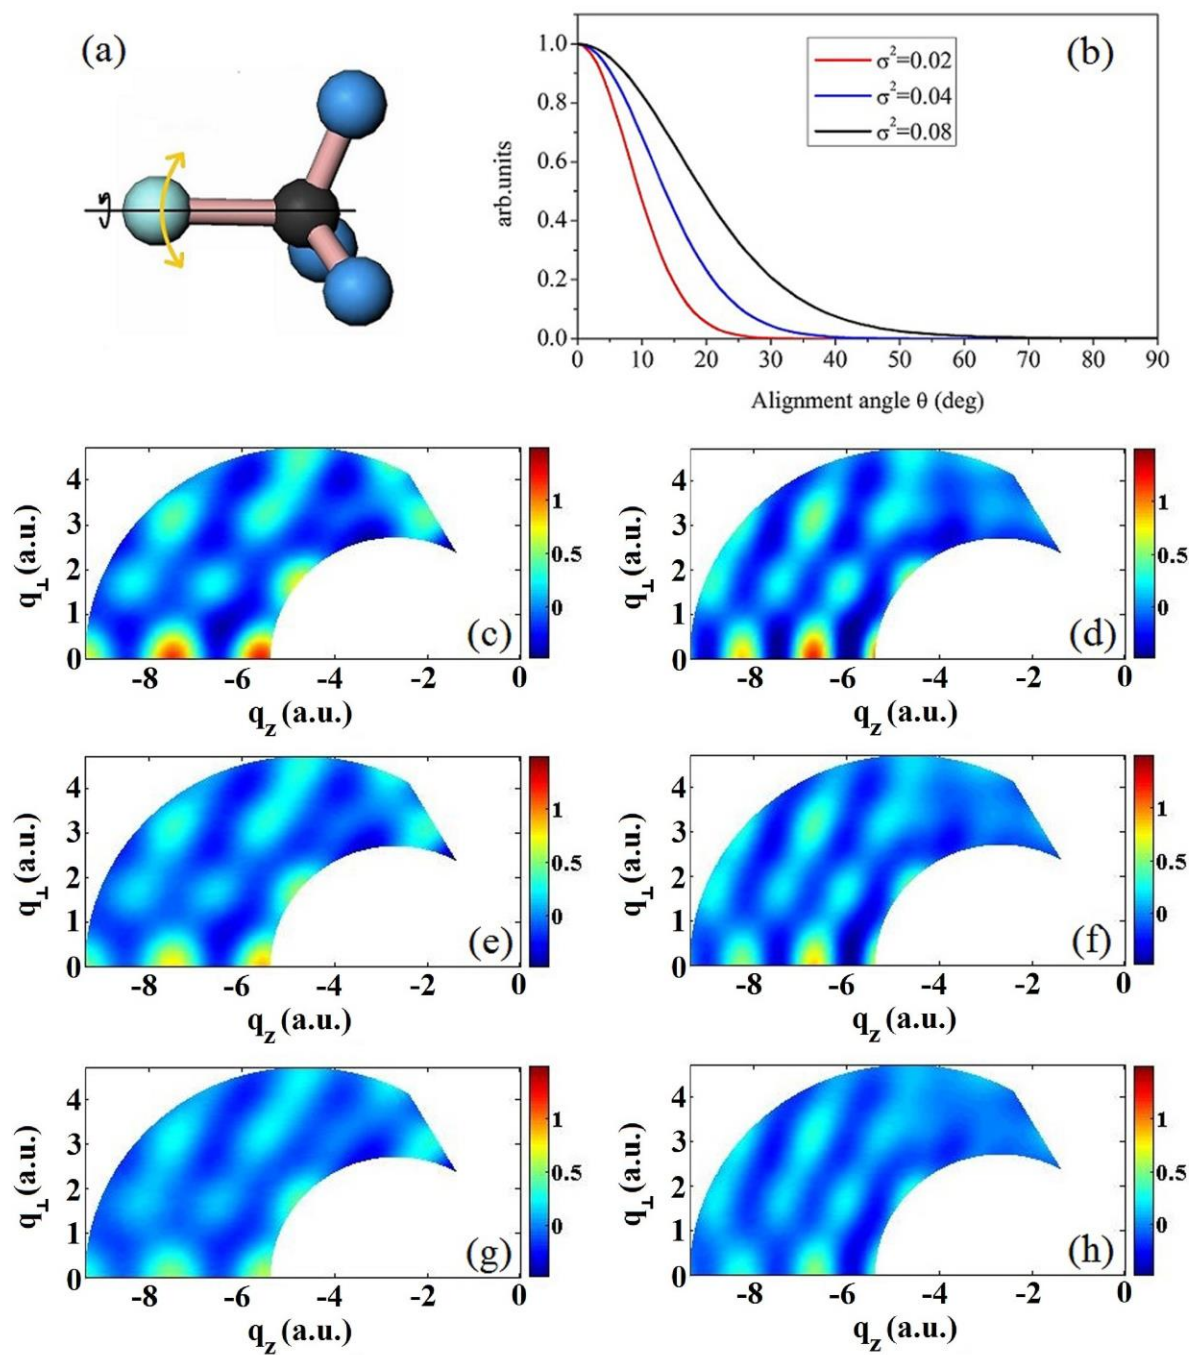 (a)
(b)
1.0
0.8
0.6
0.4
0.2
0.0
arb.units
σ²=0.02
σ²=0.04
σ²=0.08
0 10 20 30 40 50 60 70 80 90
Alignment angle θ (deg)
4
3
2
1
0
q⊥ (a.u.)
-8 -6 -4 -2 0
q_z (a.u.)
(c)
1
0.5
0
4
3
2
1
0
q⊥ (a.u.)
-8 -6 -4 -2 0
q_z (a.u.)
(d)
1
0.5
0
4
3
2
1
0
q⊥ (a.u.)
-8 -6 -4 -2 0
q_z (a.u.)
(e)
1
0.5
0
4
3
2
1
0
q⊥ (a.u.)
-8 -6 -4 -2 0
q_z (a.u.)
(f)
1
0.5
0
4
3
2
1
0
q⊥ (a.u.)
-8 -6 -4 -2 0
q_z (a.u.)
(g)
1
0.5
0
4
3
2
1
0
q⊥ (a.u.)
-8 -6 -4 -2 0
q_z (a.u.)
(h)
1
0.5
0